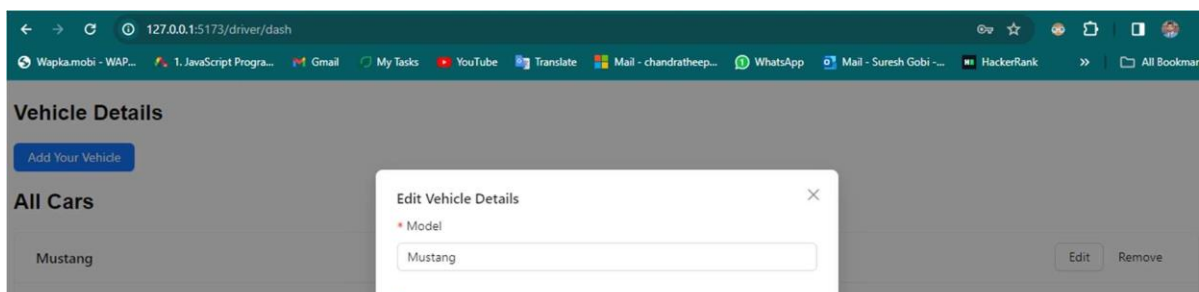 127.0.0.1:5173/driver/dash
Wapka.mobi - WAP... 1. JavaScript Progra... Gmail My Tasks YouTube Translate Mail - chandratheep... WhatsApp Mail - Suresh Gobi -... HackerRank » All Bookmar
Vehicle Details
Add Your Vehicle
All Cars
Edit Vehicle Details
* Model
Mustang
Mustang Edit Remove